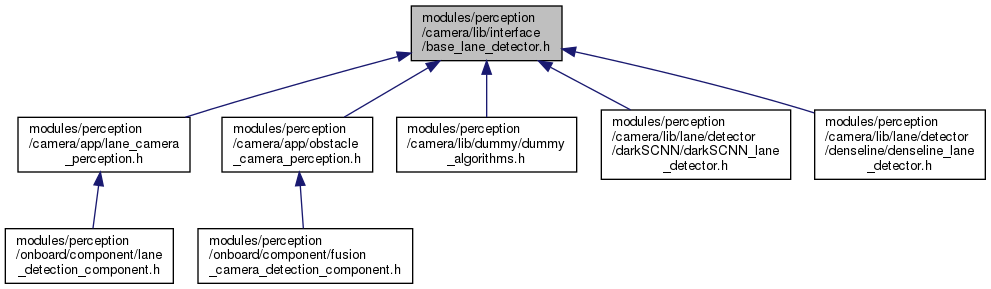 modules/perception
/camera/lib/interface
/base_lane_detector.h
modules/perception
/camera/app/lane_camera
_perception.h
modules/perception
/camera/app/obstacle
_camera_perception.h
modules/perception
/camera/lib/dummy/dummy
_algorithms.h
modules/perception
/camera/lib/lane/detector
/darkSCNN/darkSCNN_lane
_detector.h
modules/perception
/camera/lib/lane/detector
/denseline/denseline_lane
_detector.h
modules/perception
/onboard/component/lane
_detection_component.h
modules/perception
/onboard/component/fusion
_camera_detection_component.h